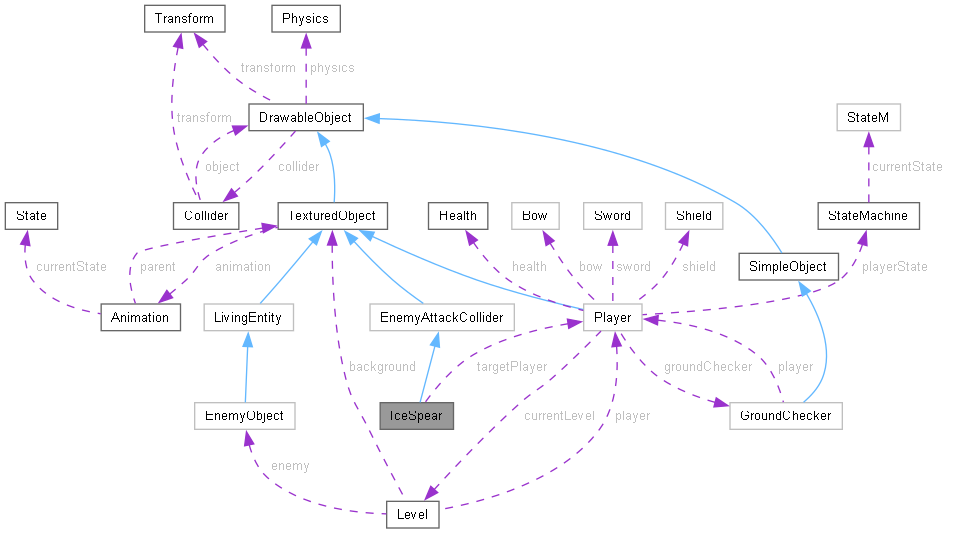 Transform
Physics
transform
physics
DrawableObject
StateM
transform
object
collider
currentState
State
Collider
TexturedObject
Health
Bow
Sword
Shield
StateMachine
currentState
parent
animation
health
bow
sword
shield
playerState
SimpleObject
Animation
LivingEntity
EnemyAttackCollider
Player
background
targetPlayer
groundChecker
player
EnemyObject
IceSpear
currentLevel
player
GroundChecker
enemy
Level